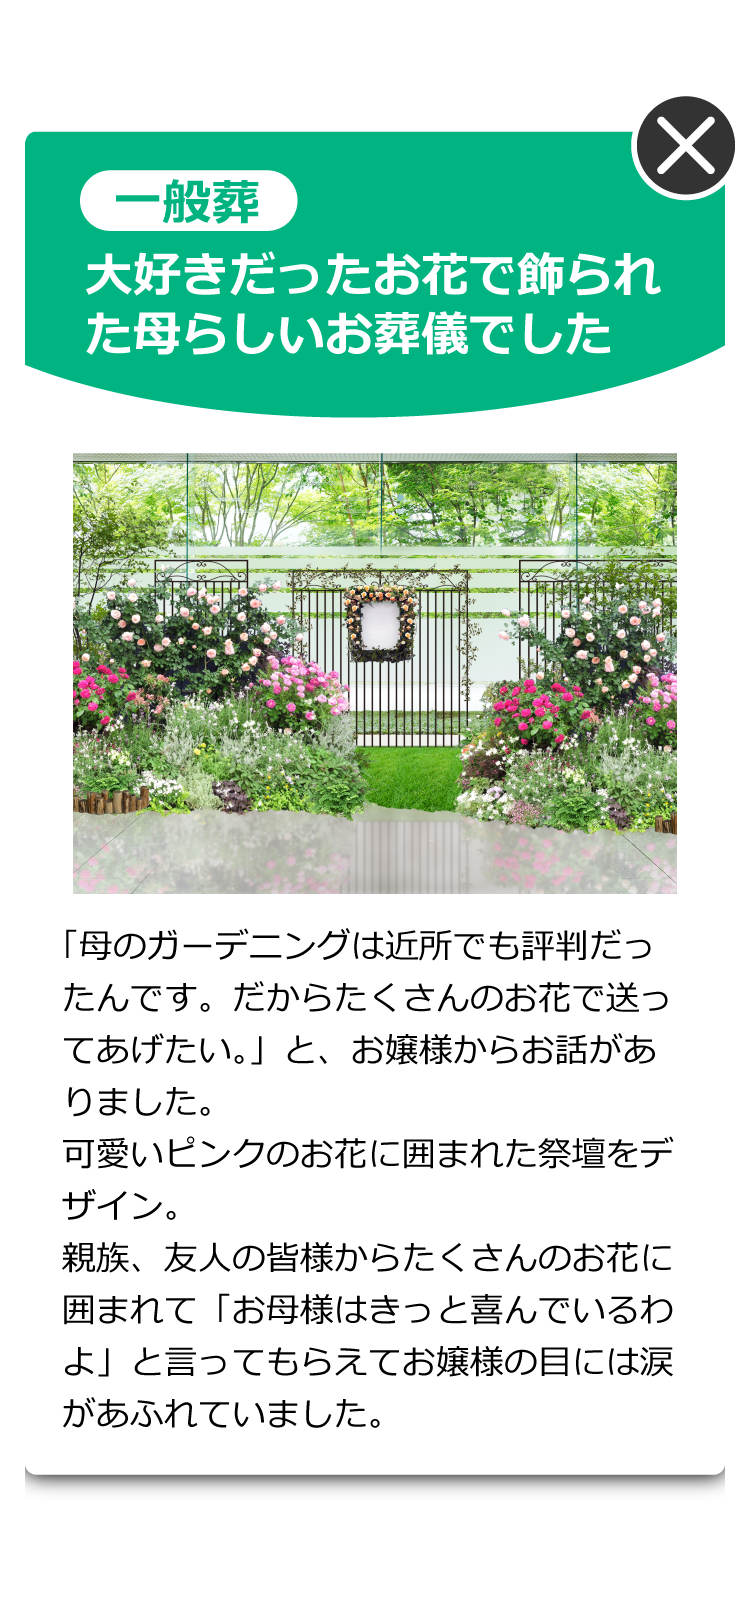 一般葬
大好きだったお花で飾られ
た母らしいお葬儀でした
「母のガーデニングは近所でも評判だっ
たんです。だからたくさんのお花で送っ
てあげたい。」と、お嬢様からお話があ
りました。
可愛いピンクのお花に囲まれた祭壇をデ
ザイン。
親族、友人の皆様からたくさんのお花に
囲まれて「お母様はきっと喜んでいるわ
よ」と言ってもらえてお嬢様の目には涙
があふれていました。